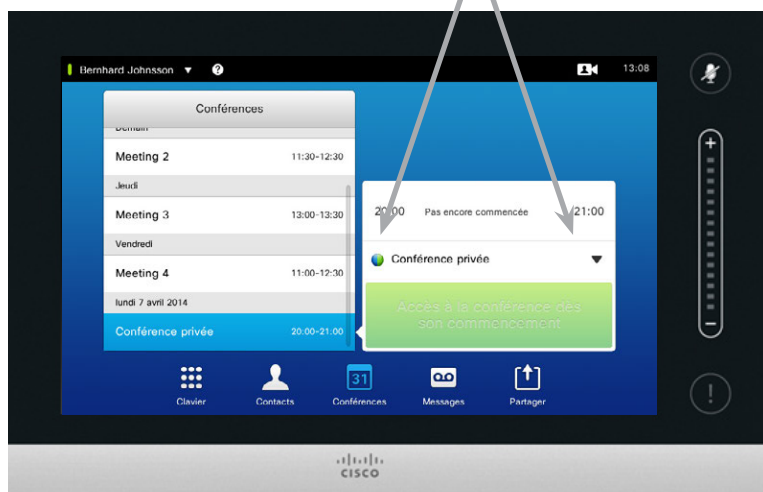 Bernhard Johnsson
?
13:08
Conférences
Demain
Meeting 2 11:30-12:30
Jeudi
Meeting 3 13:00-13:30
Vendredi
Meeting 4 11:00-12:30
lundi 7 avril 2014
Conférence privée 20:00-21:00
20:00 Pas encore commencée 21:00
Conférence privée
Accès à la conférence dès
son commencement
31
Clavier Contacts Conférences Messages Partager
+
-
!
CISCO